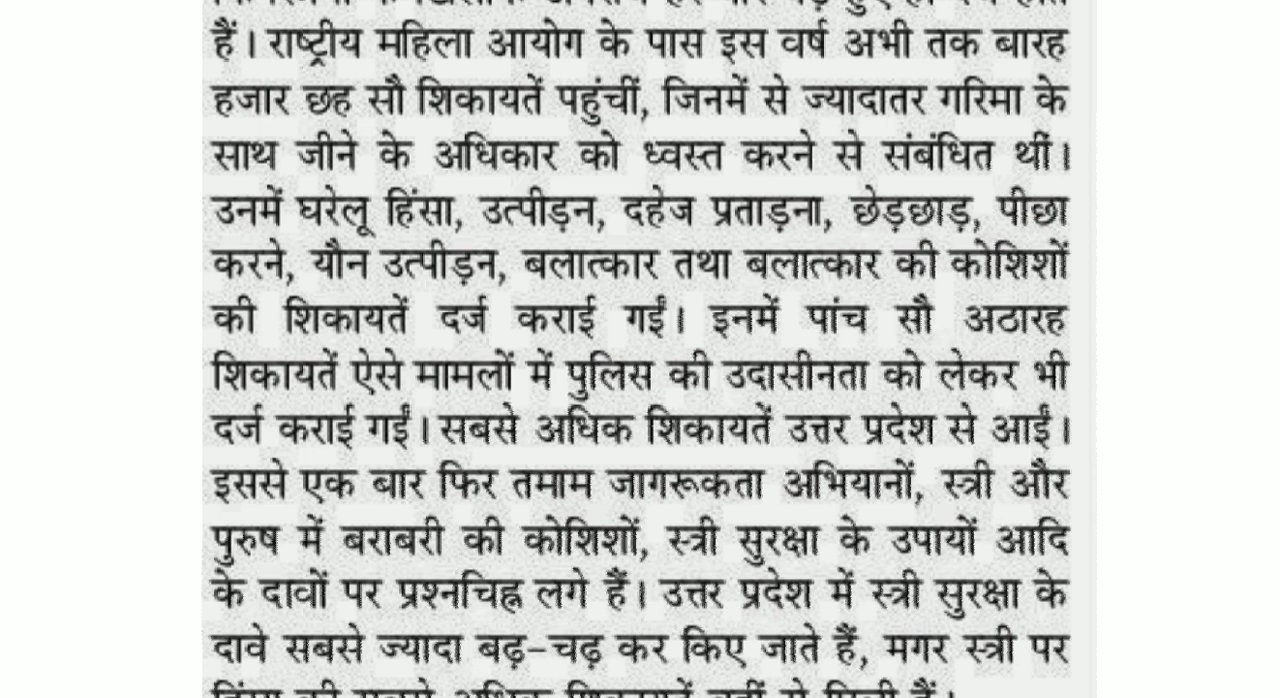 हैं। राष्ट्रीय महिला आयोग के पास इस वर्ष अभी तक बारह
हजार छह सौ शिकायतें पहुंचीं, जिनमें से ज्यादातर गरिमा के
साथ जीने के अधिकार को ध्वस्त करने से संबंधित थीं।
उनमें घरेलू हिंसा, उत्पीड़न, दहेज प्रताड़ना, छेड़छाड़, पीछा
करने, यौन उत्पीड़न, बलात्कार तथा बलात्कार की कोशिशों
की शिकायतें दर्ज कराई गईं। इनमें पांच सौ अठारह
शिकायतें ऐसे मामलों में पुलिस की उदासीनता को लेकर भी
दर्ज कराई गईं। सबसे अधिक शिकायतें उत्तर प्रदेश से आईं।
इससे एक बार फिर तमाम जागरूकता अभियानों, स्त्री और
पुरुष में बराबरी की कोशिशों, स्त्री सुरक्षा के उपायों आदि
के दावों पर प्रश्नचिह्न लगे हैं। उत्तर प्रदेश में स्त्री सुरक्षा के
दावे सबसे ज्यादा बढ़-चढ़ कर किए जाते हैं, मगर स्त्री पर